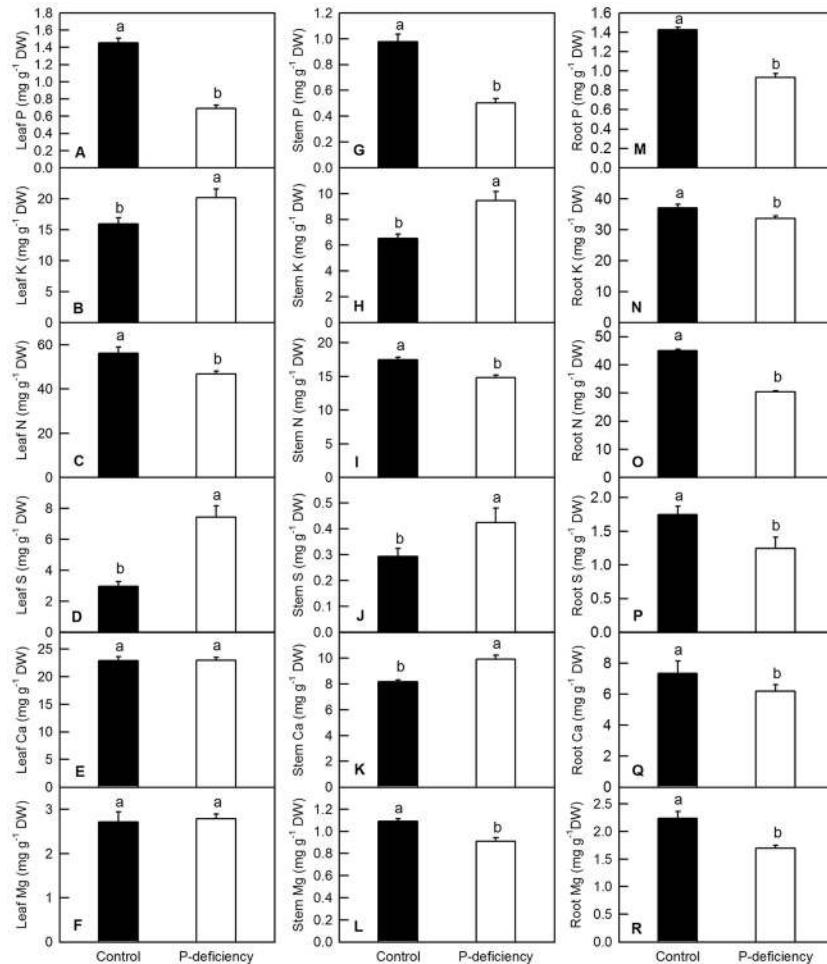 Leaf P (mg g⁻¹ DW)
1.8
1.6
1.4
1.2
1.0
0.8
0.6
0.4
0.2
0.0
a
b
A
Stem P (mg g⁻¹ DW)
1.2
1.0
0.8
0.6
0.4
0.2
0.0
a
b
G
Root P (mg g⁻¹ DW)
1.6
1.4
1.2
1.0
0.8
0.6
0.4
0.2
0.0
a
b
M
Leaf K (mg g⁻¹ DW)
20
15
10
5
0
b
a
B
Stem K (mg g⁻¹ DW)
10
8
6
4
2
0
b
a
H
Root K (mg g⁻¹ DW)
40
30
20
10
0
a
b
N
Leaf N (mg g⁻¹ DW)
60
40
20
0
a
b
C
Stem N (mg g⁻¹ DW)
20
15
10
5
0
a
b
I
Root N (mg g⁻¹ DW)
50
40
30
20
10
0
a
b
O
Leaf S (mg g⁻¹ DW)
8
6
4
2
0
b
a
D
Stem S (mg g⁻¹ DW)
0.5
0.4
0.3
0.2
0.1
0.0
b
a
J
Root S (mg g⁻¹ DW)
2.0
1.5
1.0
0.5
0.0
a
b
P
Leaf Ca (mg g⁻¹ DW)
25
20
15
10
5
0
a
a
E
Stem Ca (mg g⁻¹ DW)
10
8
6
4
2
0
b
a
K
Root Ca (mg g⁻¹ DW)
8
6
4
2
0
a
b
Q
Leaf Mg (mg g⁻¹ DW)
3
2
1
0
a
a
F
Control P-deficiency
Stem Mg (mg g⁻¹ DW)
1.2
1.0
0.8
0.6
0.4
0.2
0.0
a
b
L
Control P-deficiency
Root Mg (mg g⁻¹DW)
2.5
2.0
1.5
1.0
0.5
0.0
a
b
R
Control P-deficiency